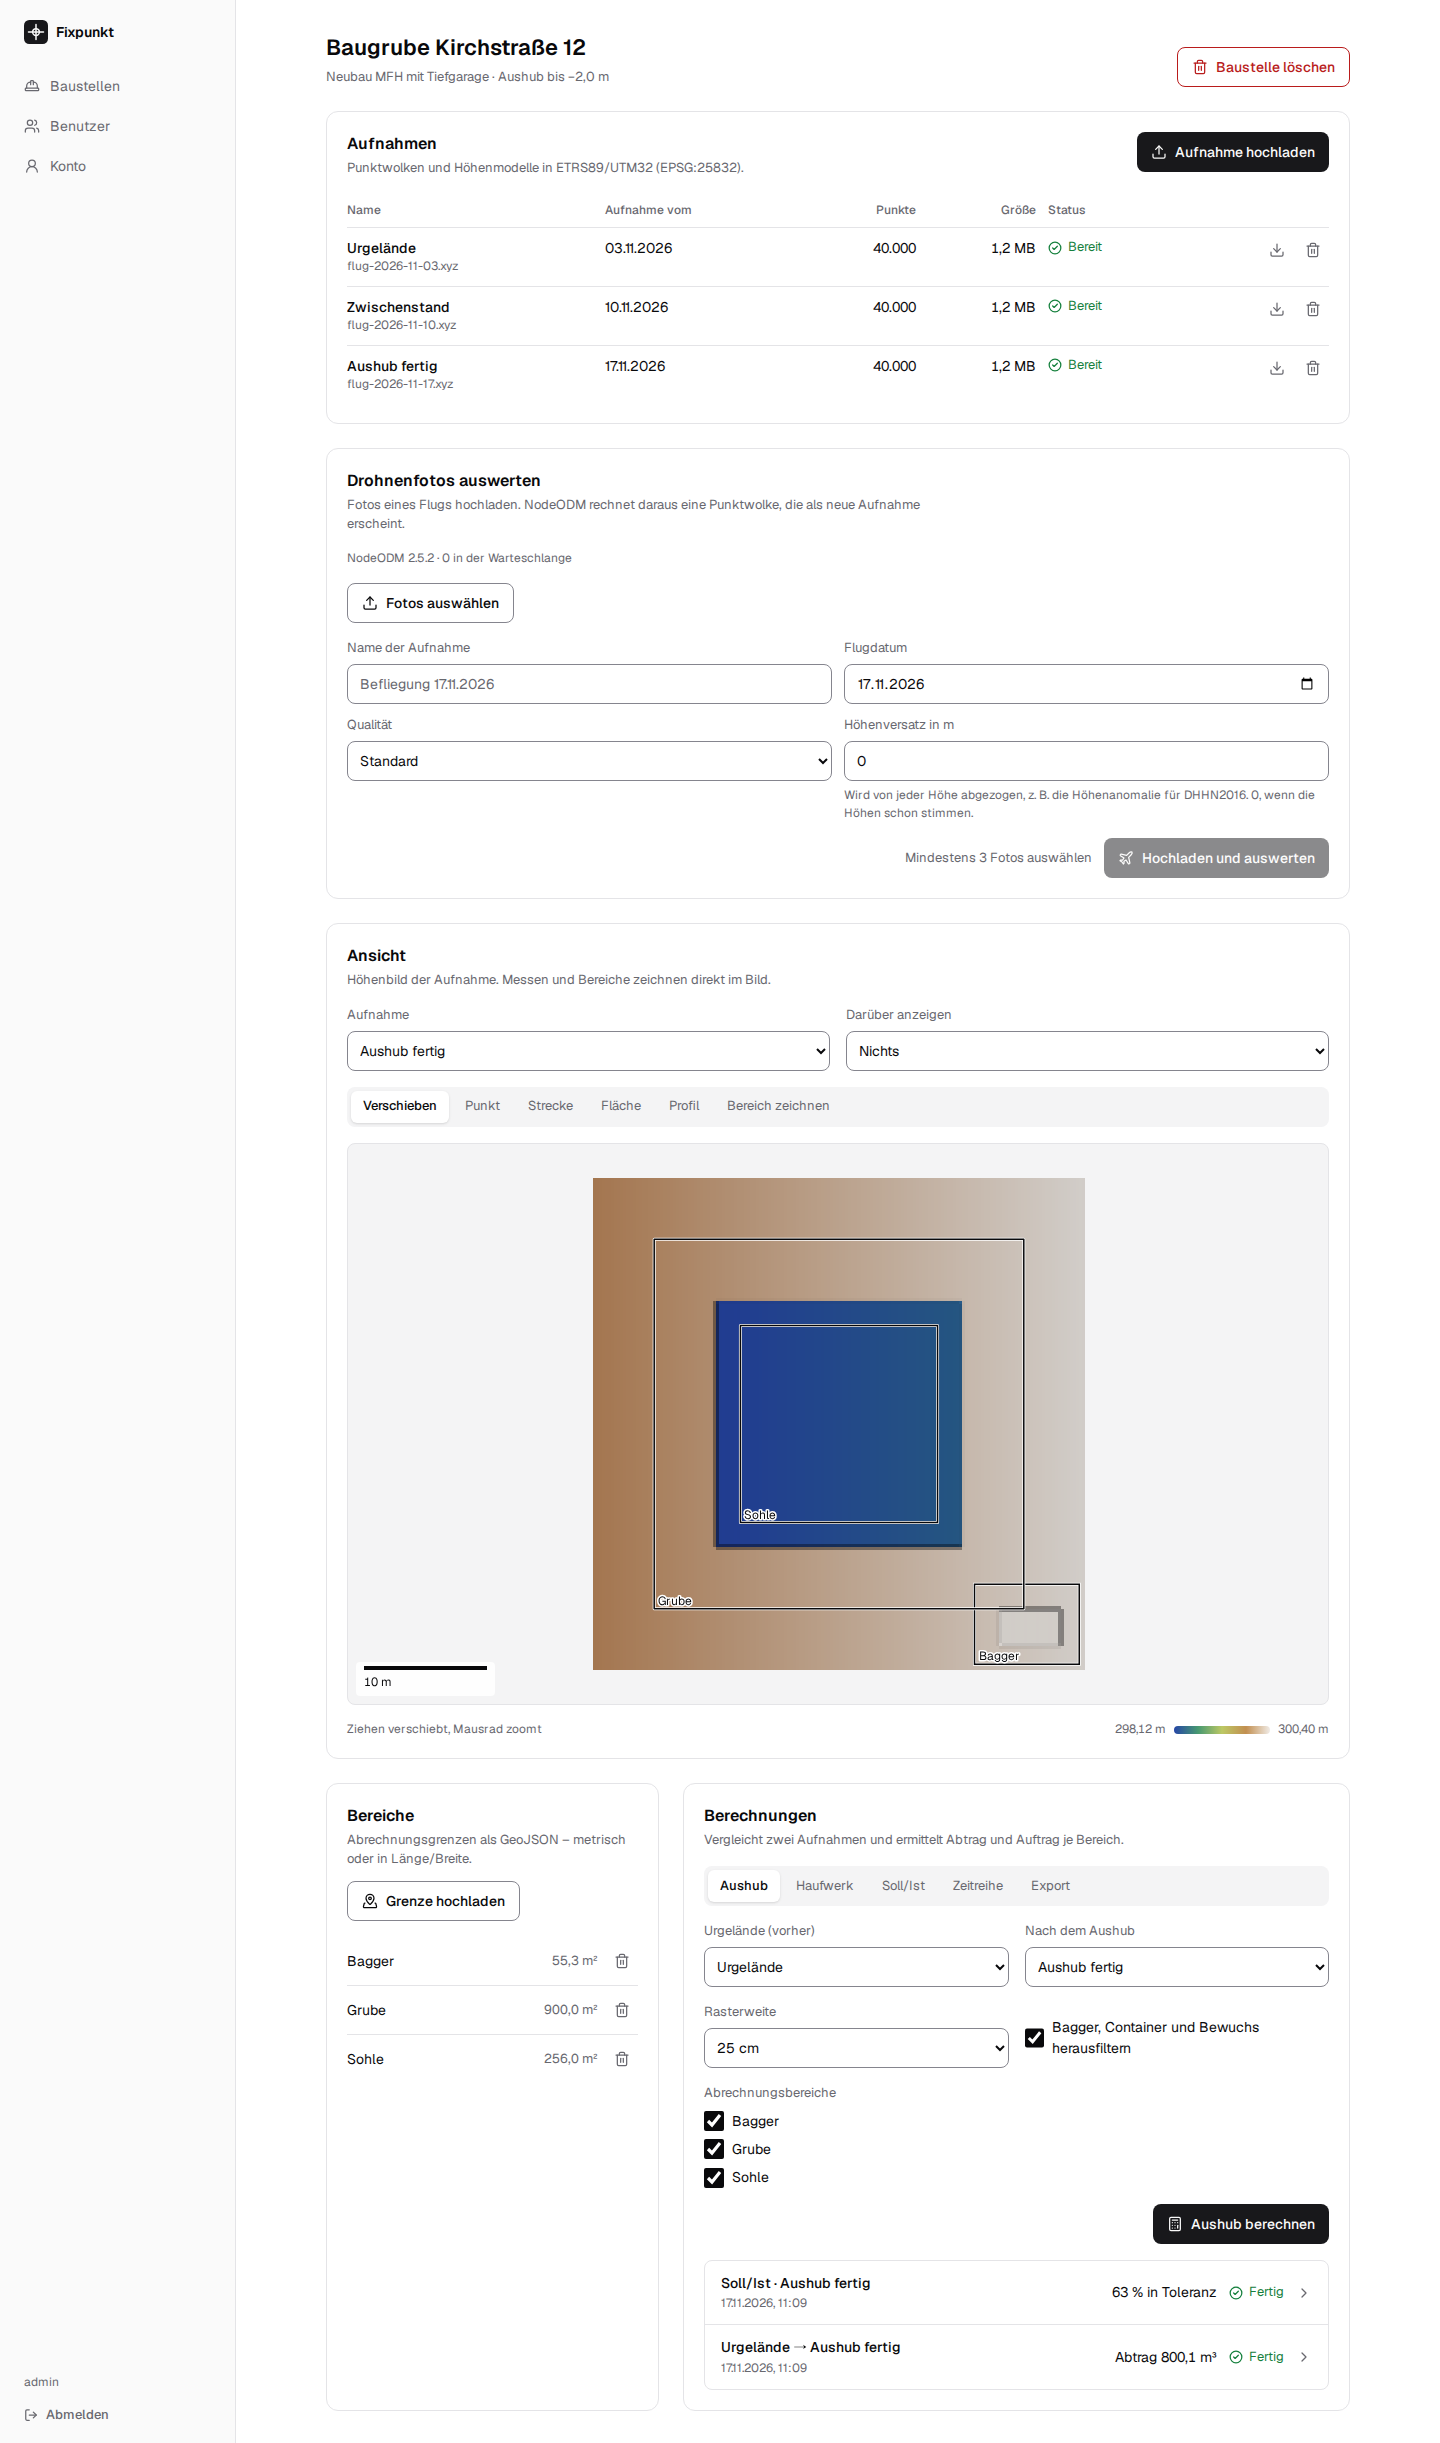 Fixpunkt
Baustellen
Benutzer
Konto
Baugrube Kirchstraße 12
Neubau MFH mit Tiefgarage · Aushub bis −2,0 m
Baustelle löschen
Aufnahmen
Punktwolken und Höhenmodelle in ETRS89/UTM32 (EPSG:25832).
Aufnahme hochladen
Name Aufnahme vom Punkte Größe Status
Urgelände 03.11.2026 40.000 1,2 MB Bereit
flug-2026-11-03.xyz
Zwischenstand 10.11.2026 40.000 1,2 MB Bereit
flug-2026-11-10.xyz
Aushub fertig 17.11.2026 40.000 1,2 MB Bereit
flug-2026-11-17.xyz
Drohnenfotos auswerten
Fotos eines Flugs hochladen. NodeODM rechnet daraus eine Punktwolke, die als neue Aufnahme
erscheint.
NodeODM 2.5.2 · 0 in der Warteschlange
Fotos auswählen
Name der Aufnahme Flugdatum
Befliegung 17.11.2026 17.11.2026
Qualität Höhenversatz in m
Standard 0
Wird von jeder Höhe abgezogen, z. B. die Höhenanomalie für DHHN2016. 0, wenn die
Höhen schon stimmen.
Mindestens 3 Fotos auswählen Hochladen und auswerten
Ansicht
Höhenbild der Aufnahme. Messen und Bereiche zeichnen direkt im Bild.
Aufnahme Darüber anzeigen
Aushub fertig Nichts
Verschieben Punkt Strecke Fläche Profil Bereich zeichnen
Sohle
Grube
Bagger
10 m
Ziehen verschiebt, Mausrad zoomt 298,12 m 300,40 m
Bereiche
Abrechnungsgrenzen als GeoJSON – metrisch
oder in Länge/Breite.
Grenze hochladen
Bagger 55,3 m²
Grube 900,0 m²
Sohle 256,0 m²
Berechnungen
Vergleicht zwei Aufnahmen und ermittelt Abtrag und Auftrag je Bereich.
Aushub Haufwerk Soll/Ist Zeitreihe Export
Urgelände (vorher) Nach dem Aushub
Urgelände Aushub fertig
Rasterweite
25 cm
Bagger, Container und Bewuchs
herausfiltern
Abrechnungsbereiche
Bagger
Grube
Sohle
Aushub berechnen
Soll/Ist · Aushub fertig 63 % in Toleranz Fertig
17.11.2026, 11:09
Urgelände → Aushub fertig Abtrag 800,1 m³ Fertig
17.11.2026, 11:09
admin
Abmelden